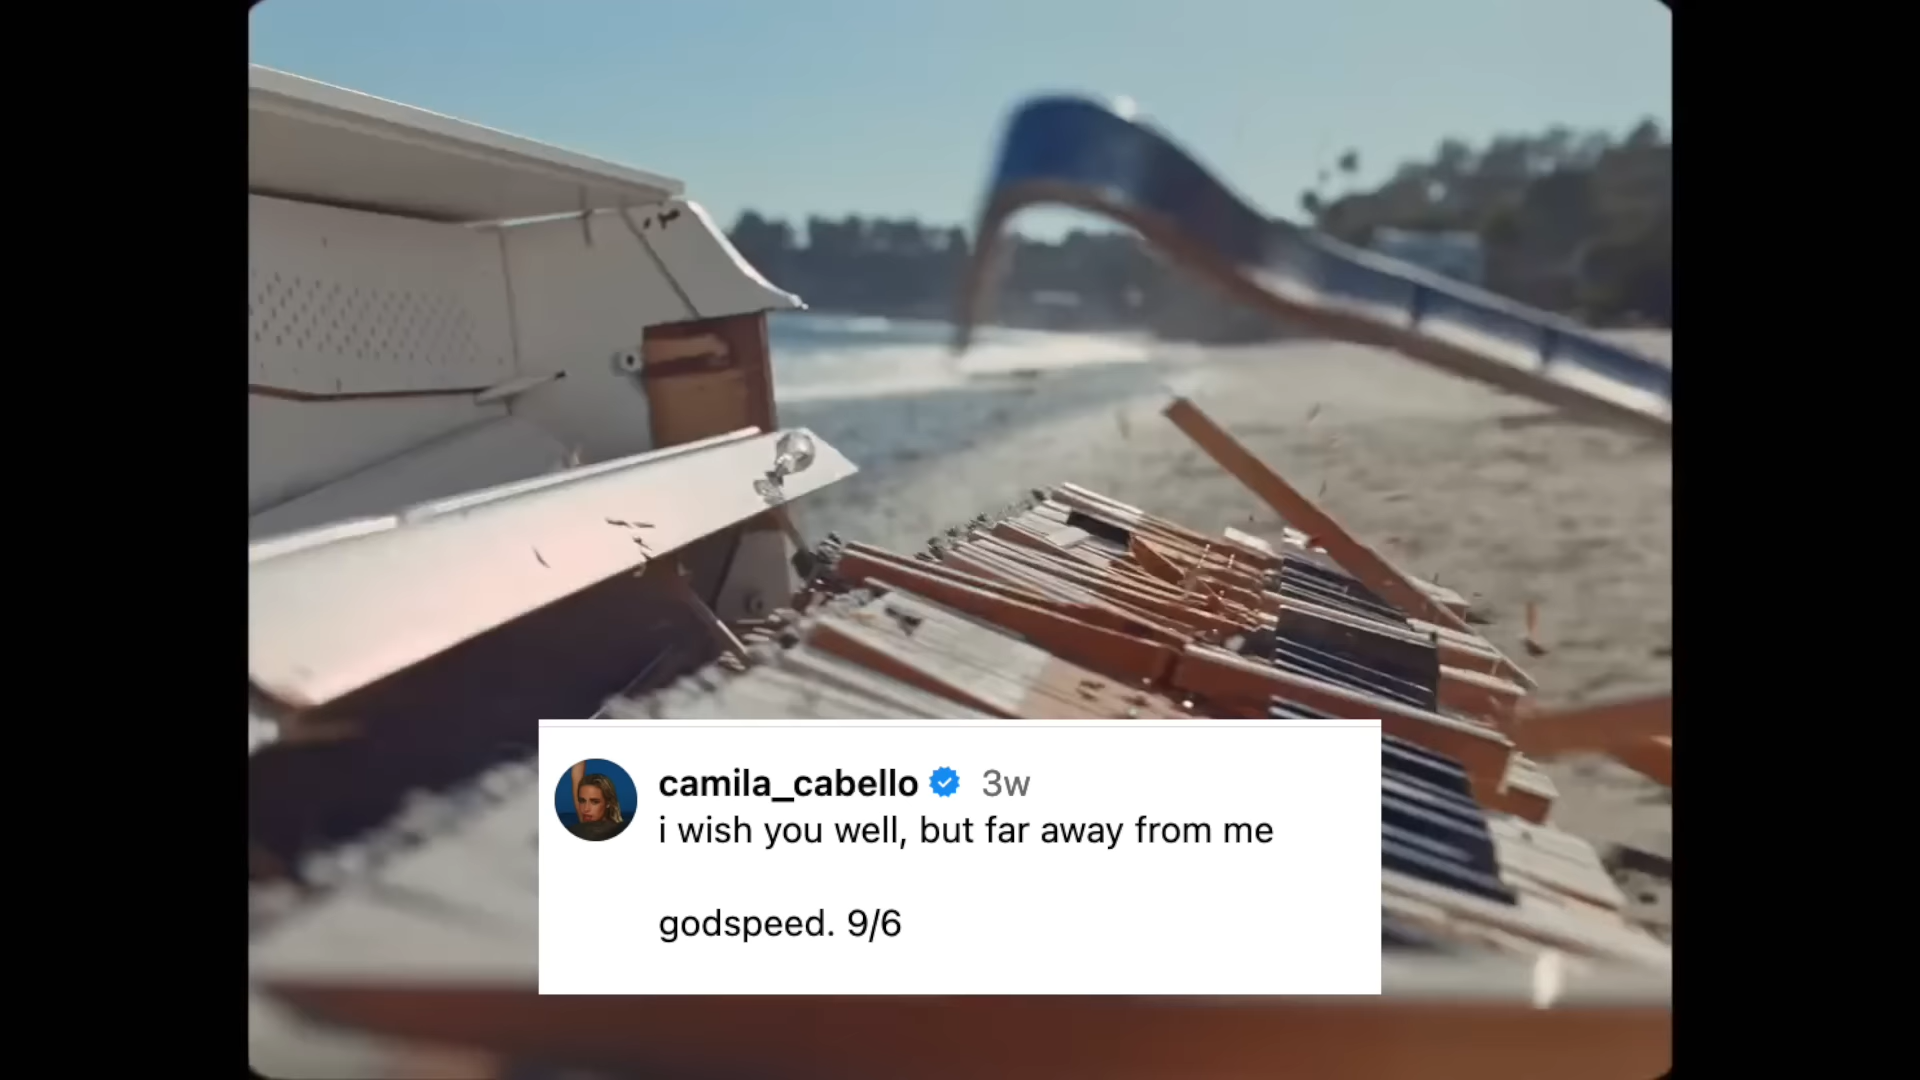 camila_cabello 3w
i wish you well, but far away from me
godspeed. 9/6